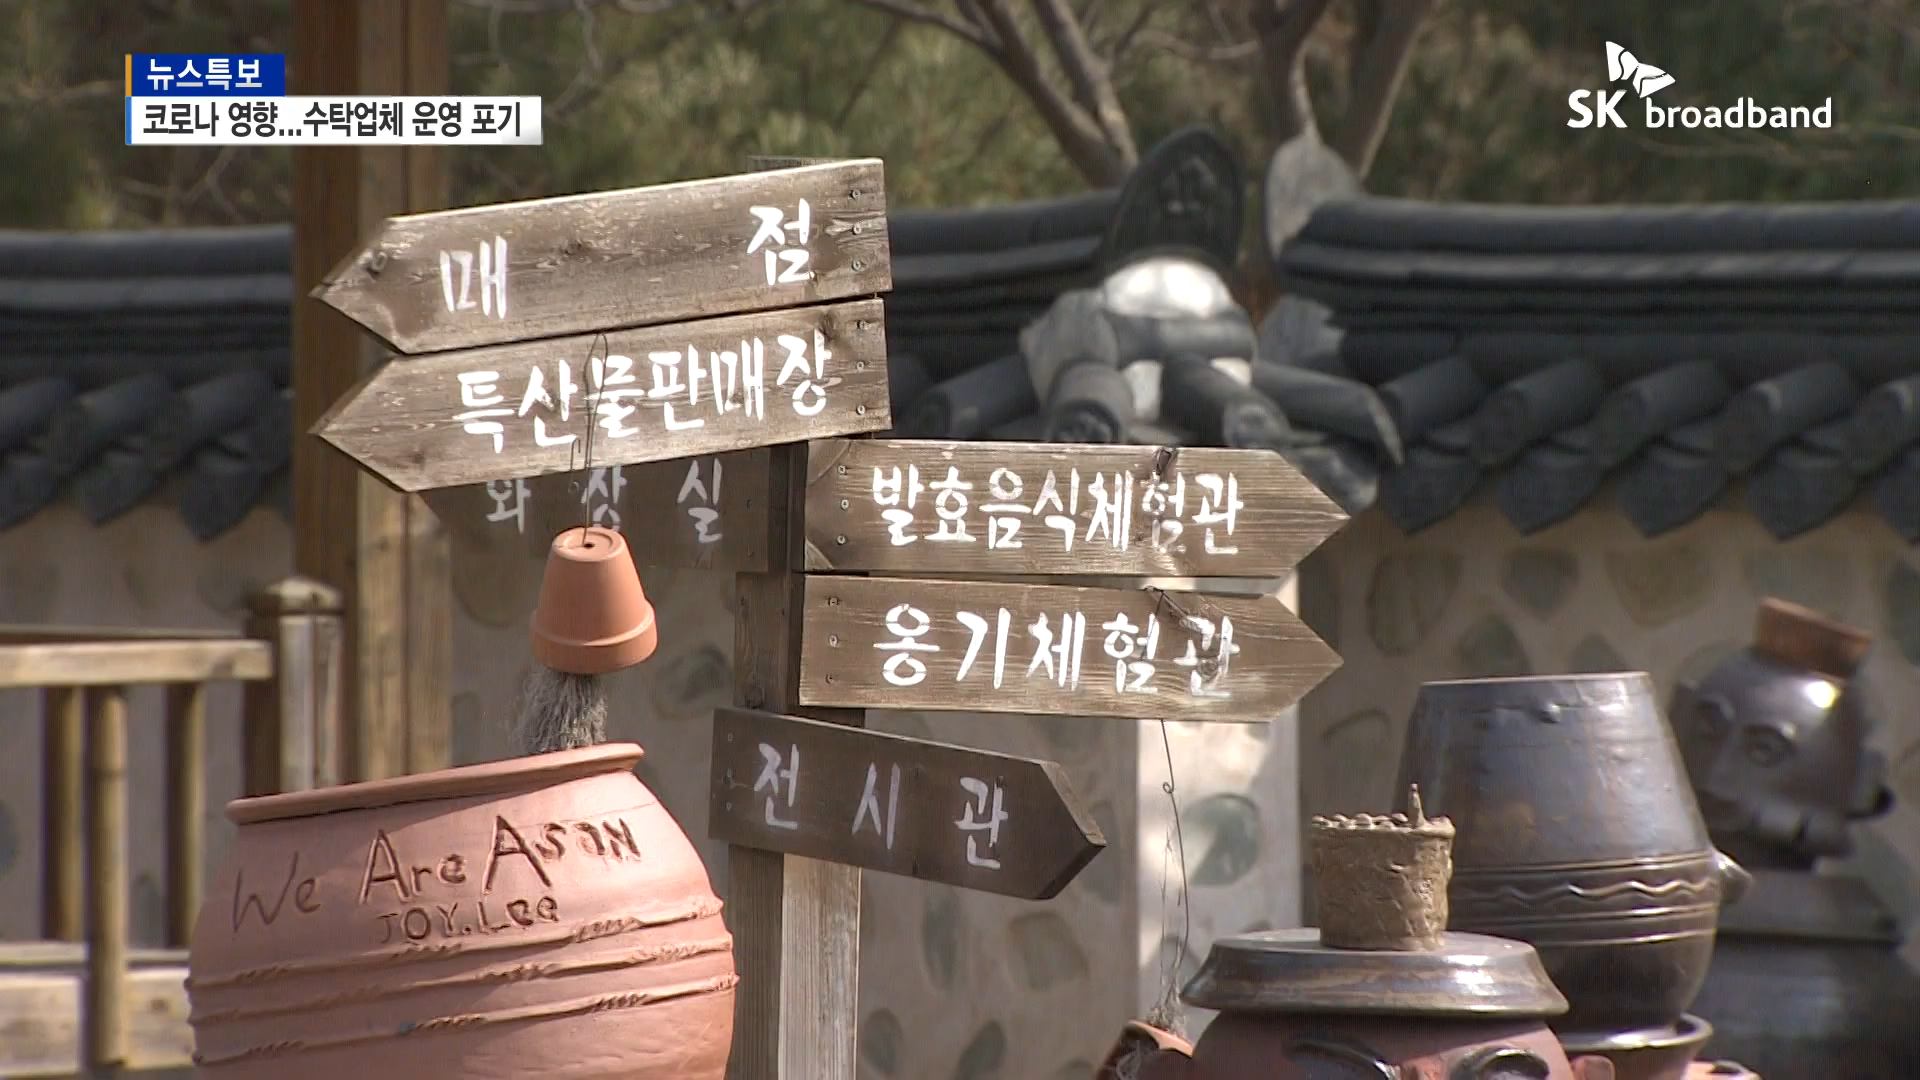 뉴스특보
코로나 영향...수탁업체 운영 포기
SK broadband
매 점
특산물판매장
화장실
발효음식체험관
옹기체험관
전시관
We Are Ason
JOY.Lee